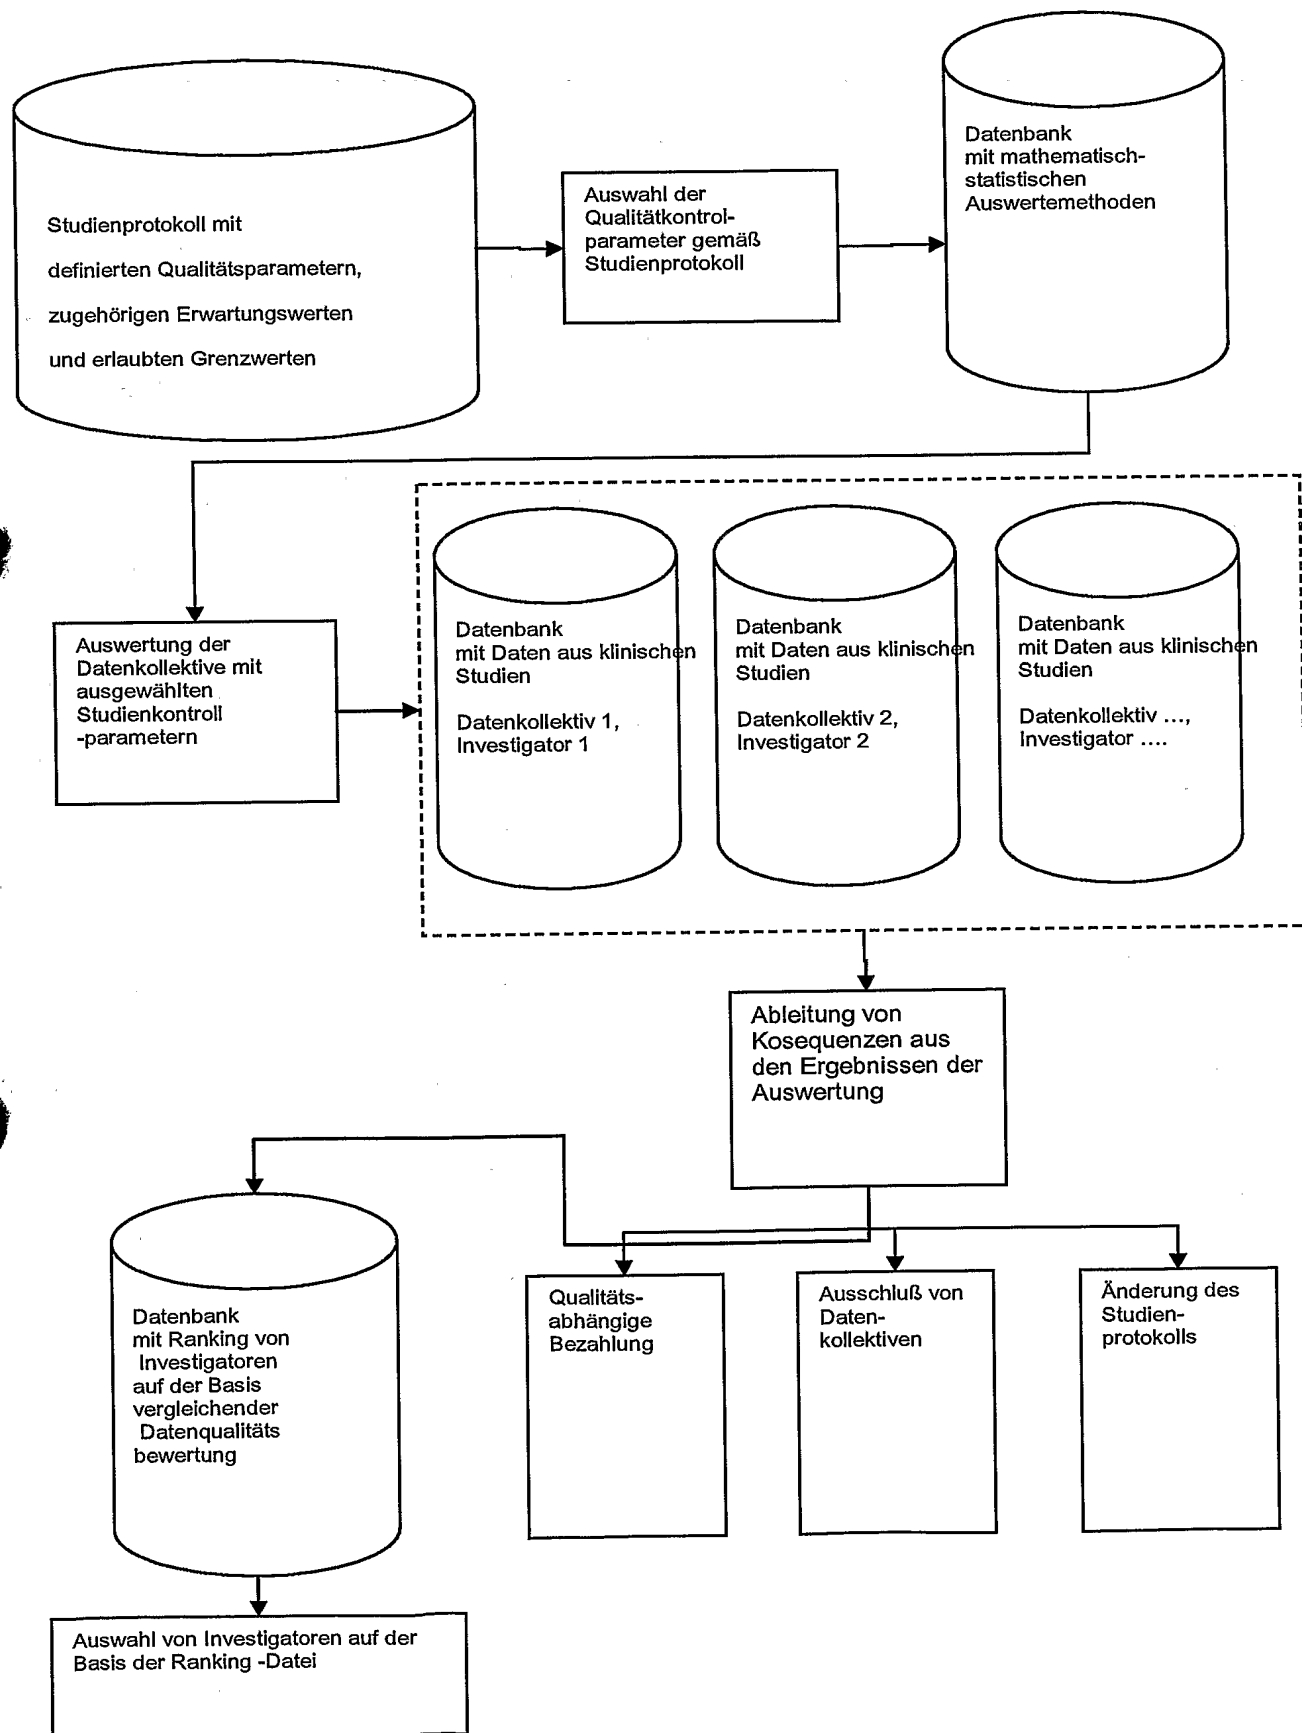 Studienprotokoll mit
definierten Qualitätsparametern,
zugehörigen Erwartungswerten
und erlaubten Grenzwerten
Auswahl der
Qualitätkontrol-
parameter gemäß
Studienprotokoll
Datenbank
mit mathematisch-
statistischen
Auswertemethoden
Auswertung der
Datenkollektive mit
ausgewählten
Studienkontroll
-parametern
Datenbank
mit Daten aus klinischen
Studien
Datenkollektiv 1,
Investigator 1
Datenbank
mit Daten aus klinischen
Studien
Datenkollektiv 2,
Investigator 2
Datenbank
mit Daten aus klinischen
Studien
Datenkollektiv ...,
Investigator ....
Ableitung von
Kosequenzen aus
den Ergebnissen der
Auswertung
Datenbank
mit Ranking von
Investigatoren
auf der Basis
vergleichender
Datenqualitäts
bewertung
Qualitäts-
abhängige
Bezahlung
Ausschluß von
Daten-
kollektiven
Änderung des
Studien-
protokolls
Auswahl von Investigatoren auf der
Basis der Ranking -Datei